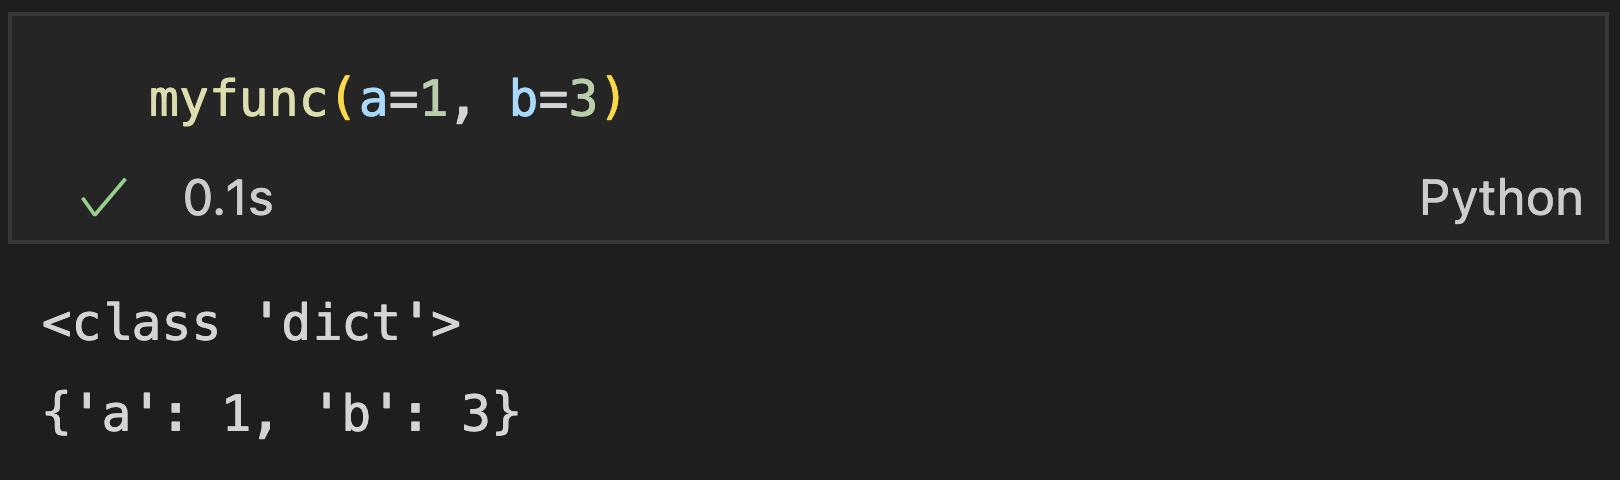 myfunc(a=1, b=3)
0.1s
Python
<class 'dict'>
{'a': 1, 'b': 3}